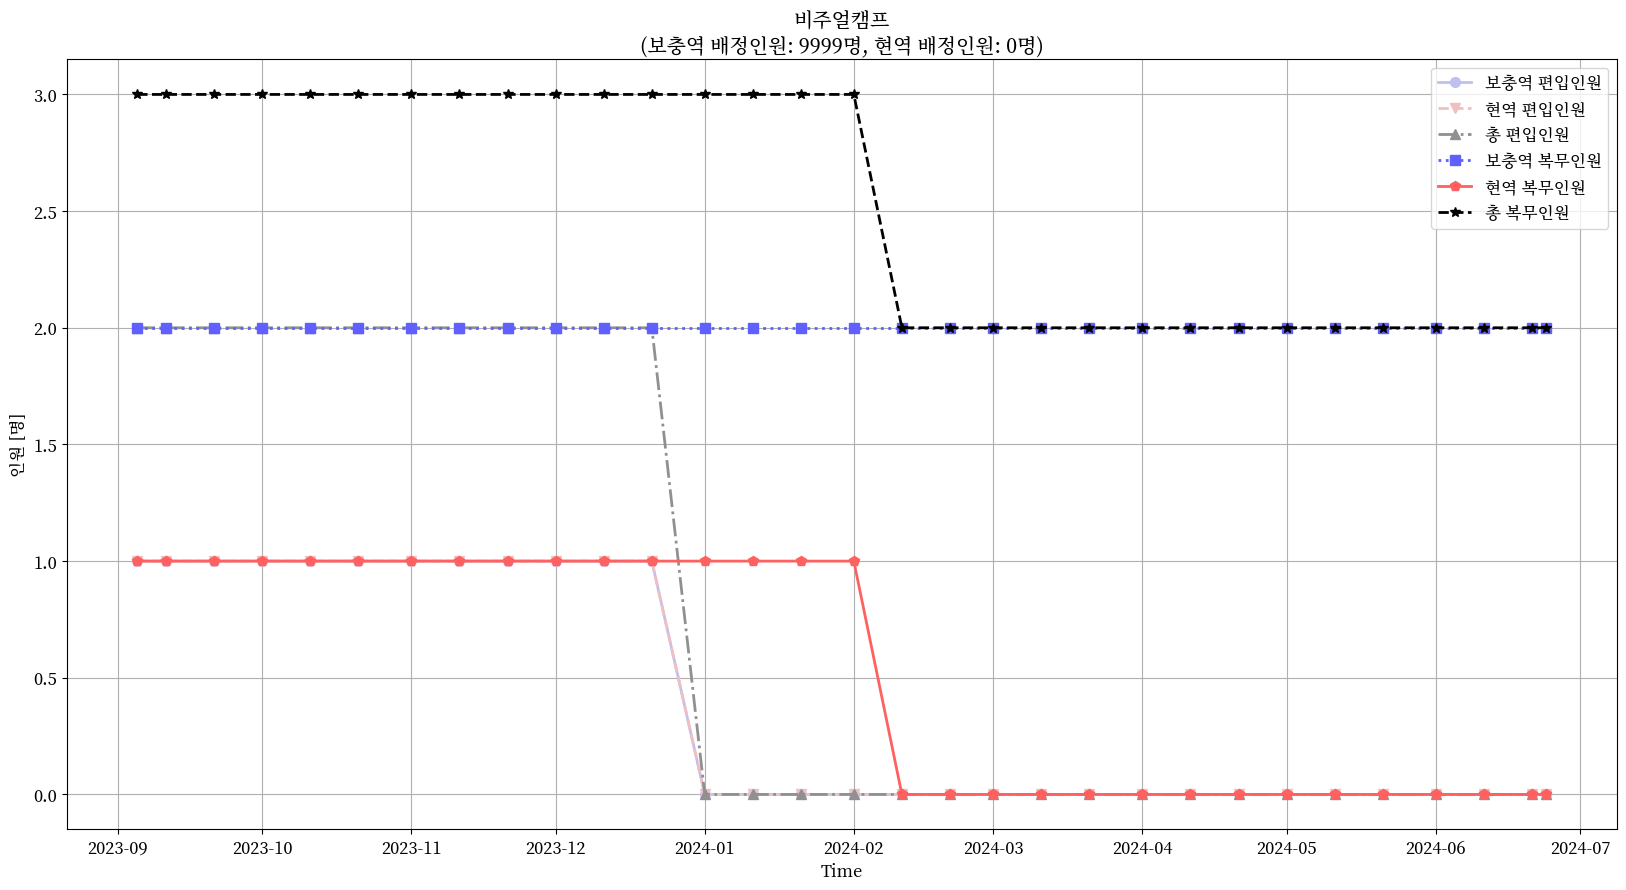 비주얼캠프
(보충역 배정인원: 9999명, 현역 배정인원: 0명)
보충역 편입인원
현역 편입인원
총 편입인원
보충역 복무인원
현역 복무인원
총 복무인원
3.0
2.5
2.0
1.5
1.0
0.5
0.0
인원 [명]
2023-09 2023-10 2023-11 2023-12 2024-01 2024-02 2024-03 2024-04 2024-05 2024-06 2024-07
Time